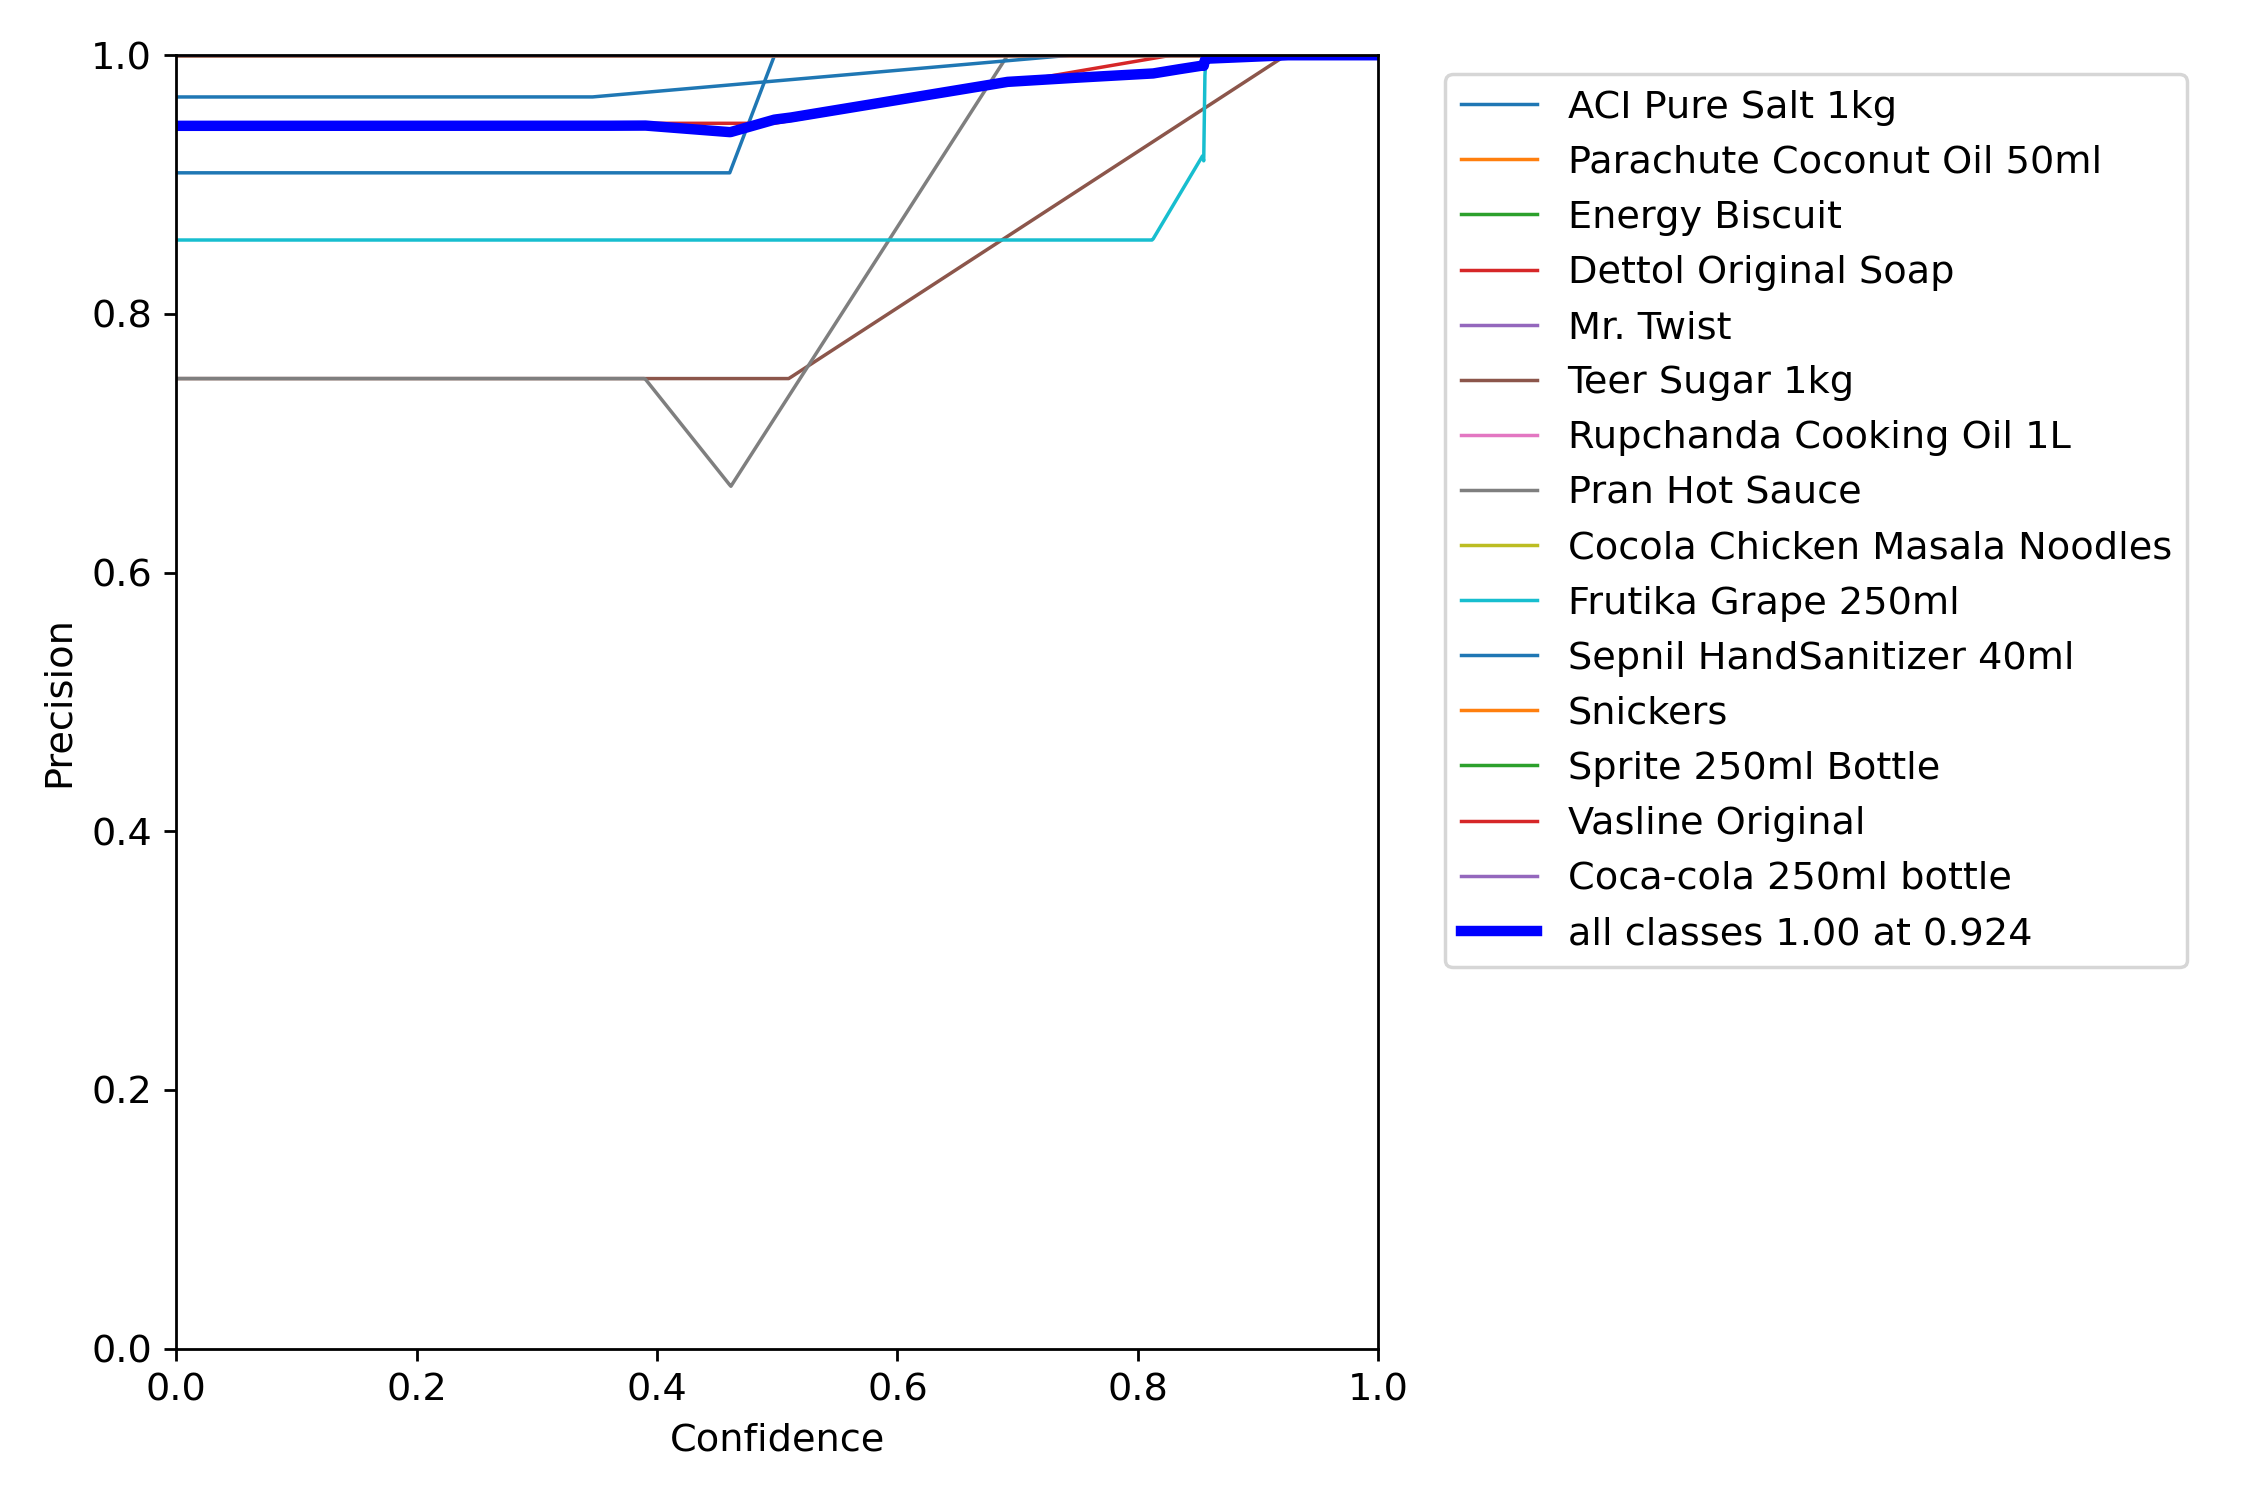 1.0
0.8
0.6
0.4
0.2
0.0
Precision
0.0 0.2 0.4 0.6 0.8 1.0
Confidence
ACI Pure Salt 1kg
Parachute Coconut Oil 50ml
Energy Biscuit
Dettol Original Soap
Mr. Twist
Teer Sugar 1kg
Rupchanda Cooking Oil 1L
Pran Hot Sauce
Cocola Chicken Masala Noodles
Frutika Grape 250ml
Sepnil HandSanitizer 40ml
Snickers
Sprite 250ml Bottle
Vasline Original
Coca-cola 250ml bottle
all classes 1.00 at 0.924